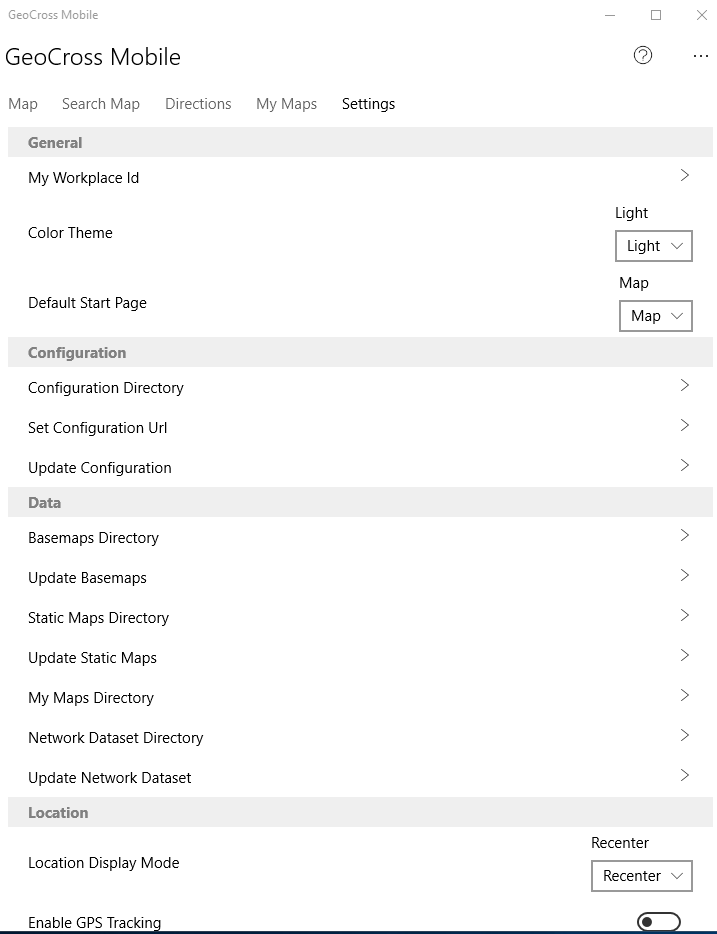 GeoCross Mobile
GeoCross Mobile
Map Search Map Directions My Maps Settings
General
My Workplace Id
Light
Color Theme
Light
Map
Default Start Page
Map
Configuration
Configuration Directory
Set Configuration Url
Update Configuration
Data
Basemaps Directory
Update Basemaps
Static Maps Directory
Update Static Maps
My Maps Directory
Network Dataset Directory
Update Network Dataset
Location
Recenter
Location Display Mode
Recenter
Enable GPS Tracking